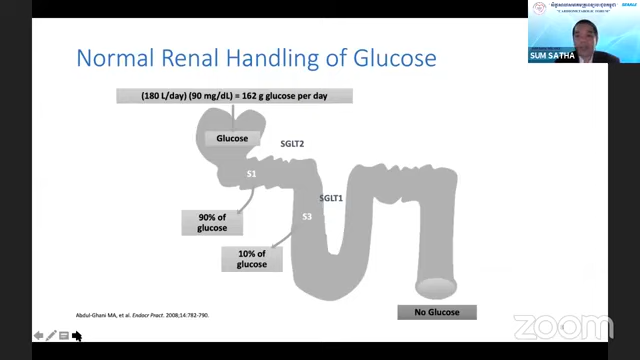 Normal Renal Handling of Glucose
(180 L/day) (90 mg/dL) = 162 g glucose per day
Glucose
SGLT2
S1
SGLT1
90% of
glucose
S3
10% of
glucose
No Glucose
Abdul-Ghani MA, et al. Endocr Pract. 2008;14:782-790.
SUM SATHA
zoom